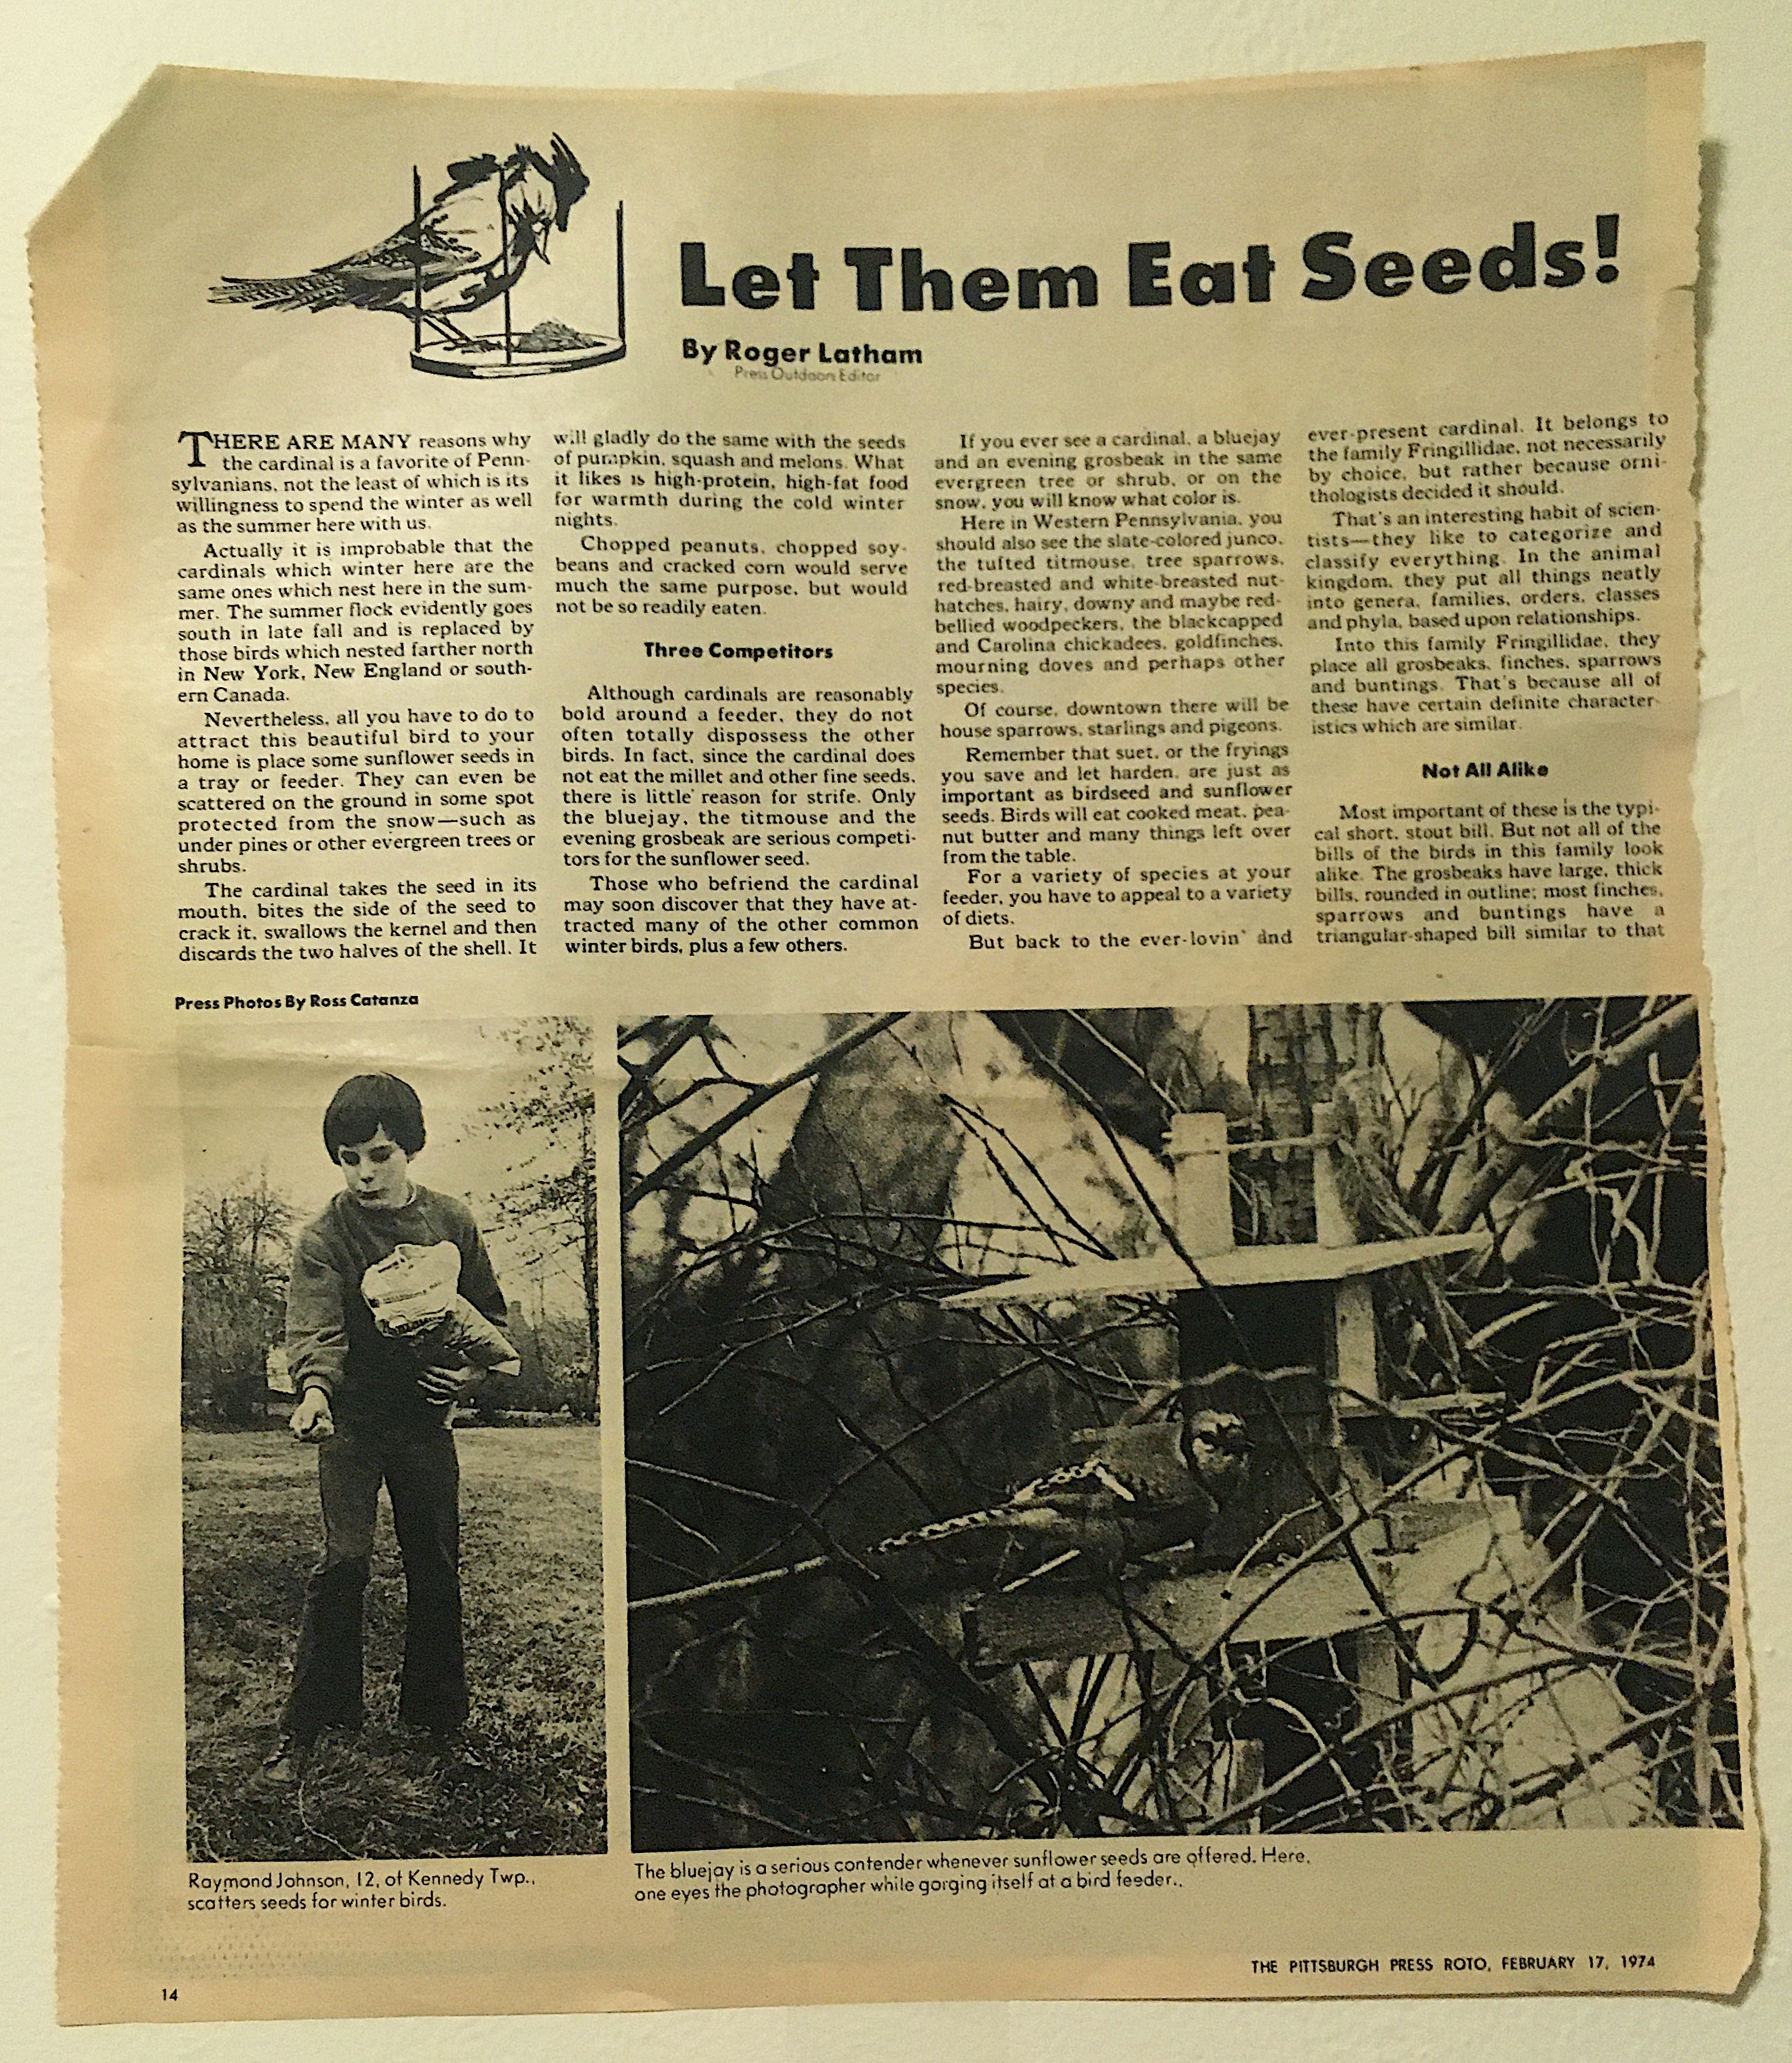 Let Them Eat Seeds!
By Roger Latham
Press Outdoors Editor
THERE ARE MANY reasons why
the cardinal is a favorite of Penn-
sylvanians, not the least of which is its
willingness to spend the winter as well
as the summer here with us.
Actually it is improbable that the
cardinals which winter here are the
same ones which nest here in the sum-
mer. The summer flock evidently goes
south in late fall and is replaced by
those birds which nested farther north
in New York, New England or south-
ern Canada.
Nevertheless, all you have to do to
attract this beautiful bird to your
home is place some sunflower seeds in
a tray or feeder. They can even be
scattered on the ground in some spot
protected from the snow—such as
under pines or other evergreen trees or
shrubs.
The cardinal takes the seed in its
mouth, bites the side of the seed to
crack it, swallows the kernel and then
discards the two halves of the shell. It
will gladly do the same with the seeds
of pumpkin, squash and melons. What
it likes is high-protein, high-fat food
for warmth during the cold winter
nights.
Chopped peanuts, chopped soy-
beans and cracked corn would serve
much the same purpose, but would
not be so readily eaten.
Three Competitors
Although cardinals are reasonably
bold around a feeder, they do not
often totally dispossess the other
birds. In fact, since the cardinal does
not eat the millet and other fine seeds,
there is little reason for strife. Only
the bluejay, the titmouse and the
evening grosbeak are serious competi-
tors for the sunflower seed.
Those who befriend the cardinal
may soon discover that they have at-
tracted many of the other common
winter birds, plus a few others.
If you ever see a cardinal, a bluejay
and an evening grosbeak in the same
evergreen tree or shrub, or on the
snow, you will know what color is.
Here in Western Pennsylvania, you
should also see the slate-colored junco,
the tufted titmouse, tree sparrows,
red-breasted and white-breasted nut-
hatches, hairy, downy and maybe red-
bellied woodpeckers, the blackcapped
and Carolina chickadees, goldfinches,
mourning doves and perhaps other
species.
Of course, downtown there will be
house sparrows, starlings and pigeons.
Remember that suet, or the fryings
you save and let harden, are just as
important as birdseed and sunflower
seeds. Birds will eat cooked meat, pea-
nut butter and many things left over
from the table.
For a variety of species at your
feeder, you have to appeal to a variety
of diets.
But back to the ever-lovin' and
ever-present cardinal. It belongs to
the family Fringillidae, not necessarily
by choice, but rather because orni-
thologists decided it should.
That's an interesting habit of scien-
tists—they like to categorize and
classify everything. In the animal
kingdom, they put all things neatly
into genera, families, orders, classes
and phyla, based upon relationships.
Into this family Fringillidae, they
place all grosbeaks, finches, sparrows
and buntings. That's because all of
these have certain definite character-
istics which are similar.
Not All Alike
Most important of these is the typi-
cal short, stout bill. But not all of the
bills of the birds in this family look
alike. The grosbeaks have large, thick
bills, rounded in outline; most finches,
sparrows and buntings have a
triangular-shaped bill similar to that
Press Photos By Ross Catanza
Raymond Johnson, 12, of Kennedy Twp.,
scatters seeds for winter birds.
The bluejay is a serious contender whenever sunflower seeds are offered. Here,
one eyes the photographer while gorging itself at a bird feeder..
THE PITTSBURGH PRESS ROTO, FEBRUARY 17, 1974
14